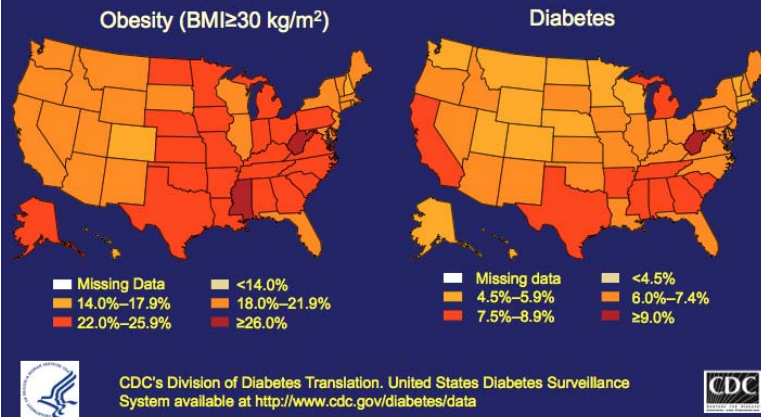 Obesity (BMI≥30 kg/m²)
Diabetes
Missing Data
<14.0%
14.0%–17.9%
18.0%–21.9%
22.0%–25.9%
≥26.0%
Missing data
<4.5%
4.5%–5.9%
6.0%–7.4%
7.5%–8.9%
≥9.0%
CDC's Division of Diabetes Translation. United States Diabetes Surveillance
System available at http://www.cdc.gov/diabetes/data
CDC